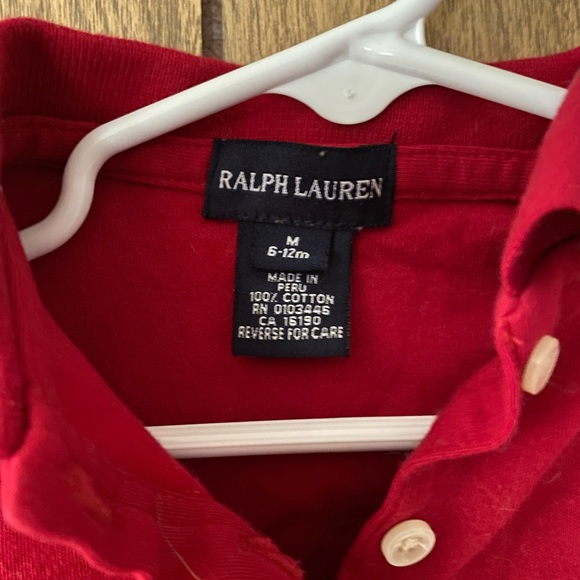 RALPH LAUREN
M
6-12m
MADE IN
PERU
100% COTTON
RN 0103446
CA 16190
REVERSE FOR CARE